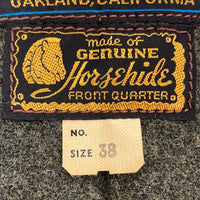 OAKLAND, CALIFORNIA
made of
GENUINE
Horsehide
FRONT QUARTER
NO.
SIZE 38